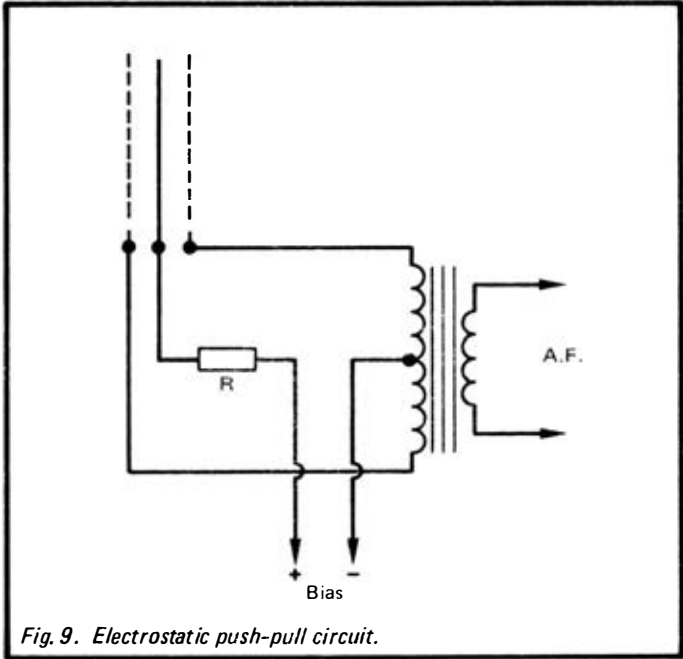 R
A.F.
+ −
Bias
Fig. 9. Electrostatic push-pull circuit.